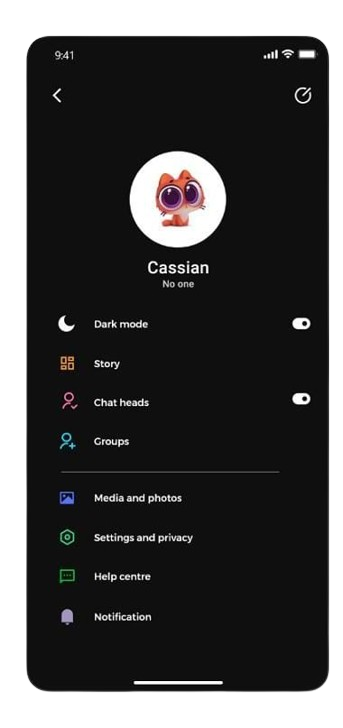 9:41
Cassian
No one
Dark mode
Story
Chat heads
Groups
Media and photos
Settings and privacy
Help centre
Notification